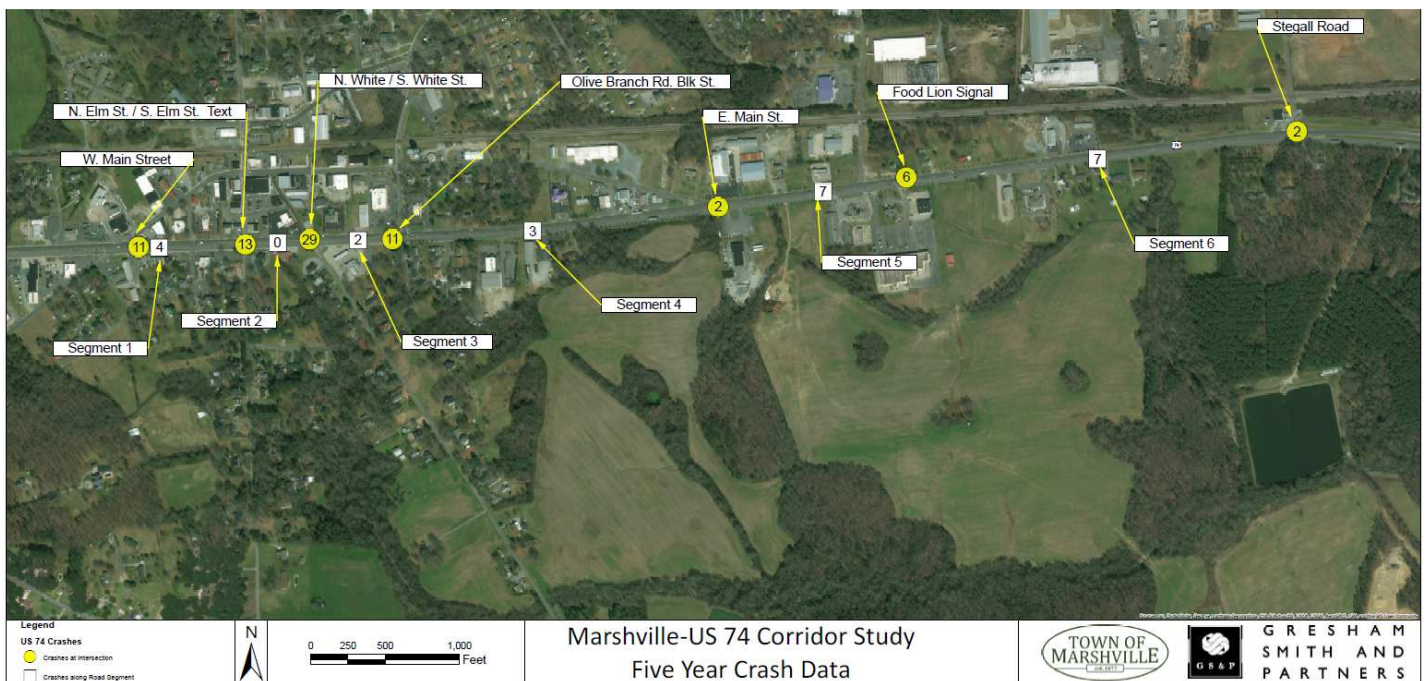 Stegall Road
N. White / S. White St.
Olive Branch Rd. Blk St.
Food Lion Signal
N. Elm St. / S. Elm St.  Text
E. Main St.
W. Main Street
2
7
6
7
2
11
4
13
0
29
2
11
3
Segment 6
Segment 5
Segment 4
Segment 2
Segment 3
Segment 1
Legend
US 74 Crashes
Crashes at Intersection
Crashes along Road Segment
N
0 250 500 1,000
Feet
Marshville-US 74 Corridor Study
Five Year Crash Data
TOWN OF
MARSHVILLE
GS&P
GRESHAM
SMITH AND
PARTNERS